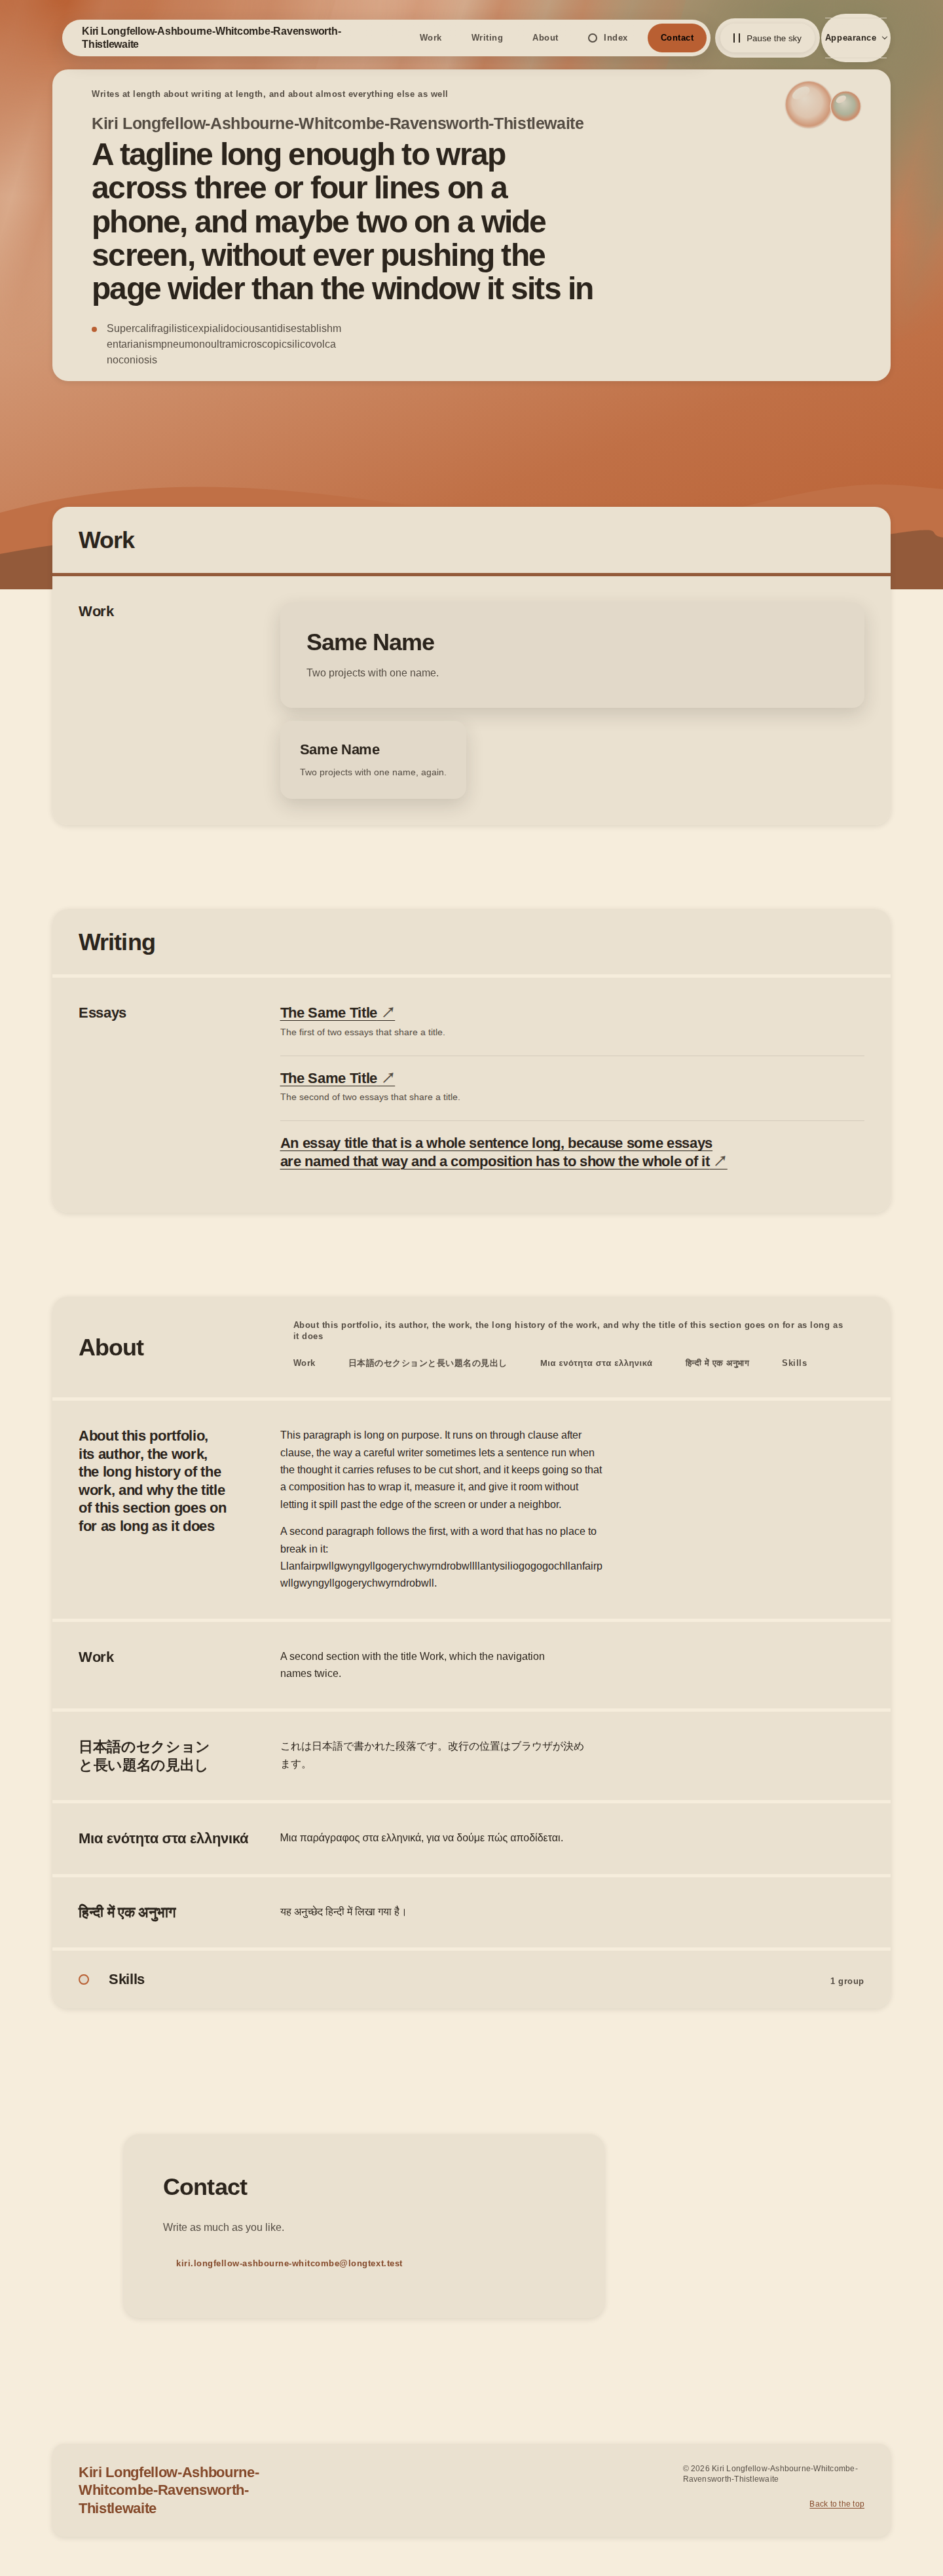 Kiri Longfellow-Ashbourne-Whitcombe-Ravensworth-
Thistlewaite
Work
Writing
About
Index
Contact
Pause the sky
Appearance
Writes at length about writing at length, and about almost everything else as well
Kiri Longfellow-Ashbourne-Whitcombe-Ravensworth-Thistlewaite
A tagline long enough to wrap
across three or four lines on a
phone, and maybe two on a wide
screen, without ever pushing the
page wider than the window it sits in
Supercalifragilisticexpialidociousantidisestablishm
entarianismpneumonoultramicroscopicsilicovolca
noconiosis
Work
Work
Same Name
Two projects with one name.
Same Name
Two projects with one name, again.
Writing
Essays
The Same Title ↗
The first of two essays that share a title.
The Same Title ↗
The second of two essays that share a title.
An essay title that is a whole sentence long, because some essays
are named that way and a composition has to show the whole of it ↗
About
About this portfolio, its author, the work, the long history of the work, and why the title of this section goes on for as long as
it does
Work
日本語のセクションと長い題名の見出し
Μια ενότητα στα ελληνικά
हिन्दी में एक अनुभाग
Skills
About this portfolio,
its author, the work,
the long history of the
work, and why the title
of this section goes on
for as long as it does
This paragraph is long on purpose. It runs on through clause after
clause, the way a careful writer sometimes lets a sentence run when
the thought it carries refuses to be cut short, and it keeps going so that
a composition has to wrap it, measure it, and give it room without
letting it spill past the edge of the screen or under a neighbor.
A second paragraph follows the first, with a word that has no place to
break in it:
Llanfairpwllgwyngyllgogerychwyrndrobwllllantysiliogogogochllanfairp
wllgwyngyllgogerychwyrndrobwll.
Work
A second section with the title Work, which the navigation
names twice.
日本語のセクション
と長い題名の見出し
これは日本語で書かれた段落です。改行の位置はブラウザが決め
ます。
Μια ενότητα στα ελληνικά
Μια παράγραφος στα ελληνικά, για να δούμε πώς αποδίδεται.
हिन्दी में एक अनुभाग
यह अनुच्छेद हिन्दी में लिखा गया है।
Skills
1 group
Contact
Write as much as you like.
kiri.longfellow-ashbourne-whitcombe@longtext.test
Kiri Longfellow-Ashbourne-
Whitcombe-Ravensworth-
Thistlewaite
© 2026 Kiri Longfellow-Ashbourne-Whitcombe-
Ravensworth-Thistlewaite
Back to the top